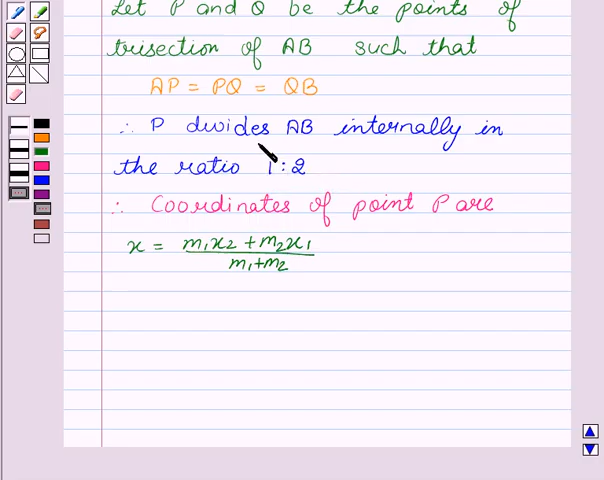 Let P and Q be the points of
trisection of AB such that
AP = PQ = QB
∴ P divides AB internally in
the ratio 1:2
∴ Coordinates of point P are
x = (m₁x₂ + m₂x₁)/(m₁+m₂)